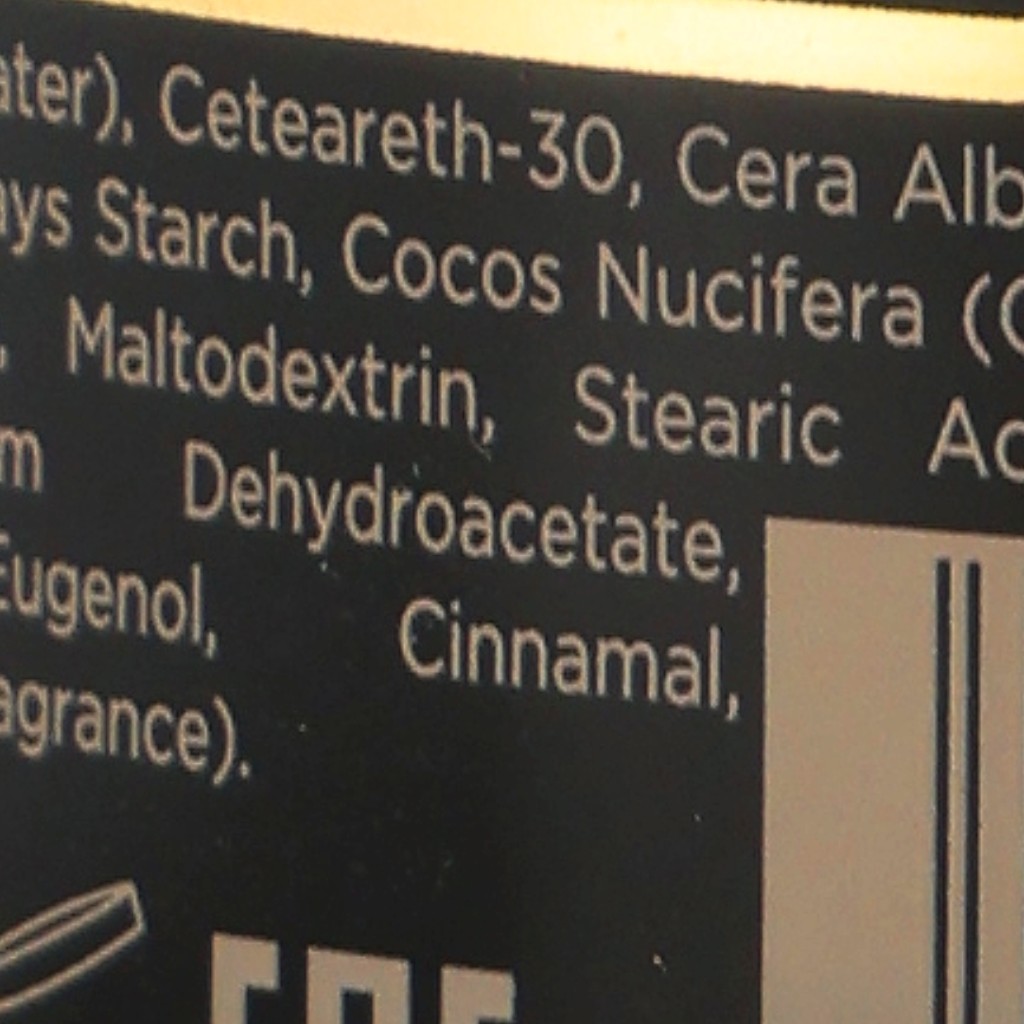 ater), Ceteareth-30, Cera Alb
ays Starch, Cocos Nucifera (C
, Maltodextrin, Stearic Ac
m Dehydroacetate,
Eugenol, Cinnamal,
agrance).